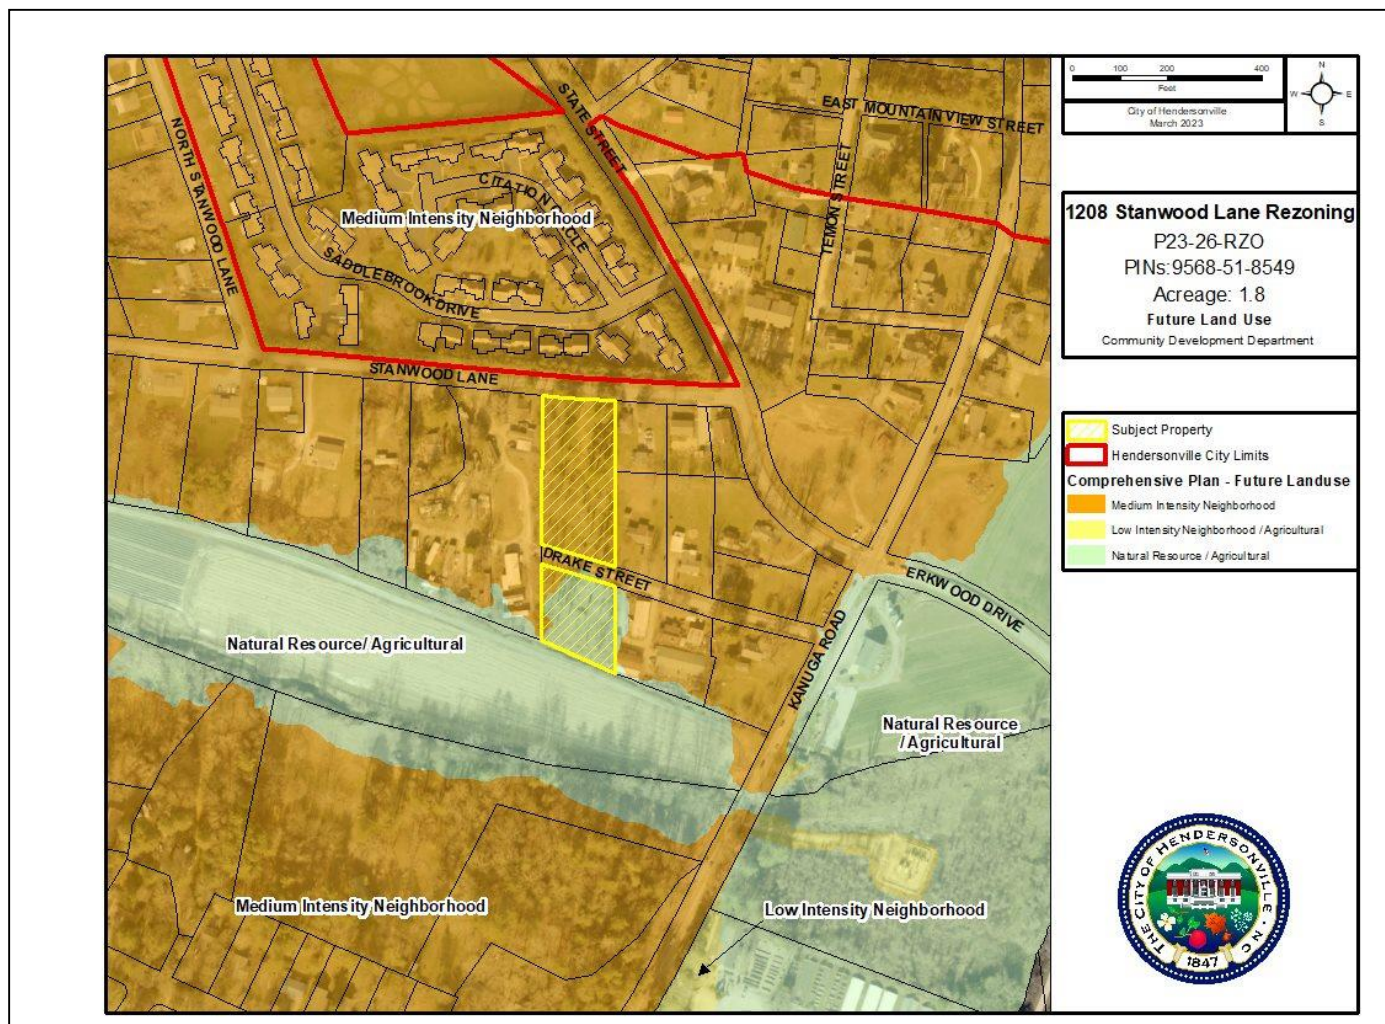 0 100 200 400
Feet
N
W E
S
City of Hendersonville
March 2023
1208 Stanwood Lane Rezoning
P23-26-RZO
PINs:9568-51-8549
Acreage: 1.8
Future Land Use
Community Development Department
Subject Property
Hendersonville City Limits
Comprehensive Plan - Future Landuse
Medium Intensity Neighborhood
Low Intensity Neighborhood / Agricultural
Natural Resource / Agricultural
NORTH STANWOOD LANE
STATE STREET
EAST MOUNTAIN VIEW STREET
TEMON STREET
CITATION CIRCLE
Medium Intensity Neighborhood
SADDLEBROOK DRIVE
STANWOOD LANE
DRAKE STREET
ERKWOOD DRIVE
KANUGA ROAD
Natural Resource/ Agricultural
Natural Resource
/ Agricultural
Medium Intensity Neighborhood
Low Intensity Neighborhood
THE CITY OF HENDERSONVILLE · NC
1847